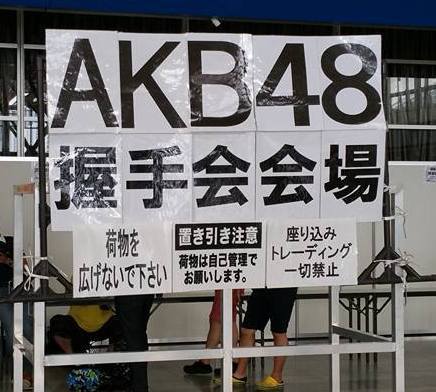 AKB48
握手会会場
荷物を
広げないで下さい
置き引き注意
荷物は自己管理で
お願いします。
座り込み
トレーディング
一切禁止